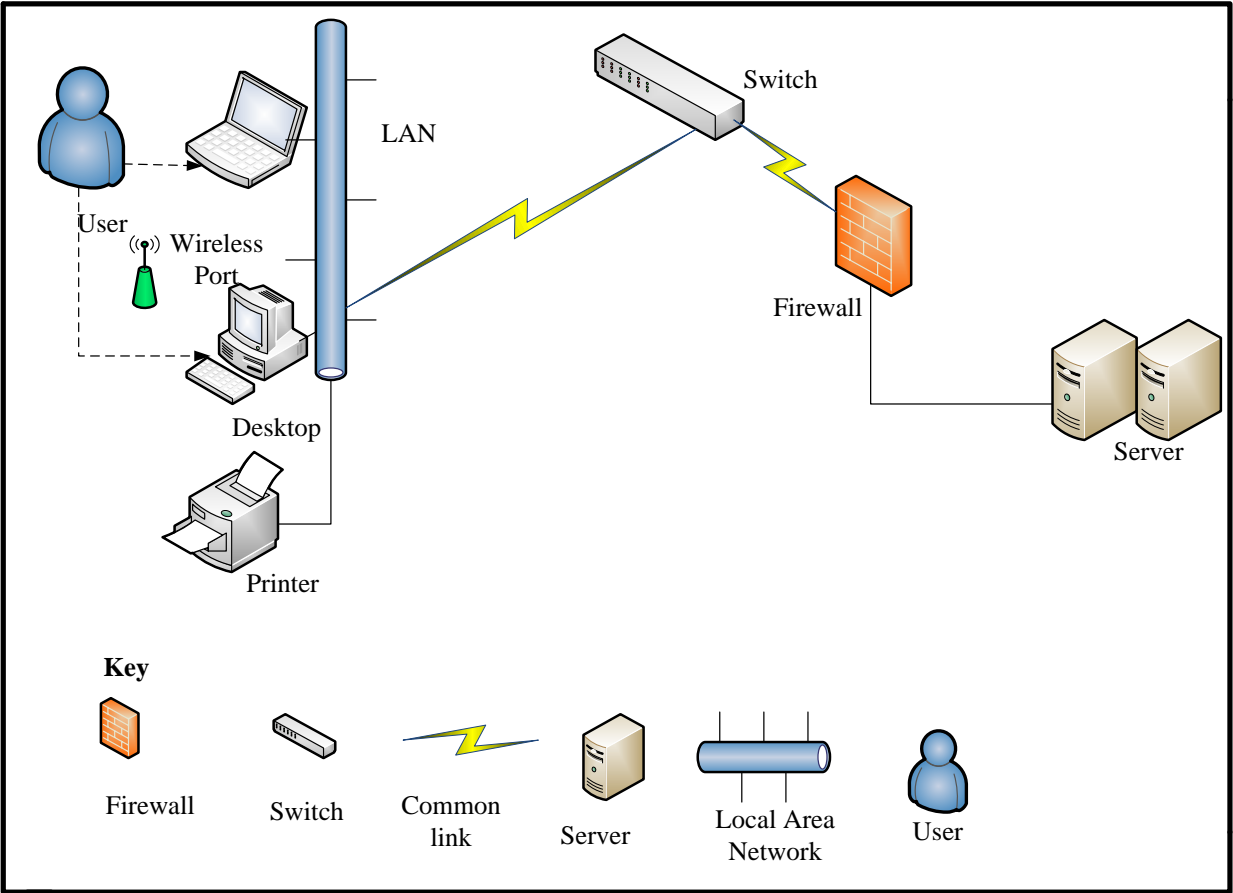 Switch
LAN
User
Wireless
Port
Firewall
Desktop
Server
Printer
Key
Firewall
Switch
Common
link
Server
Local Area
Network
User